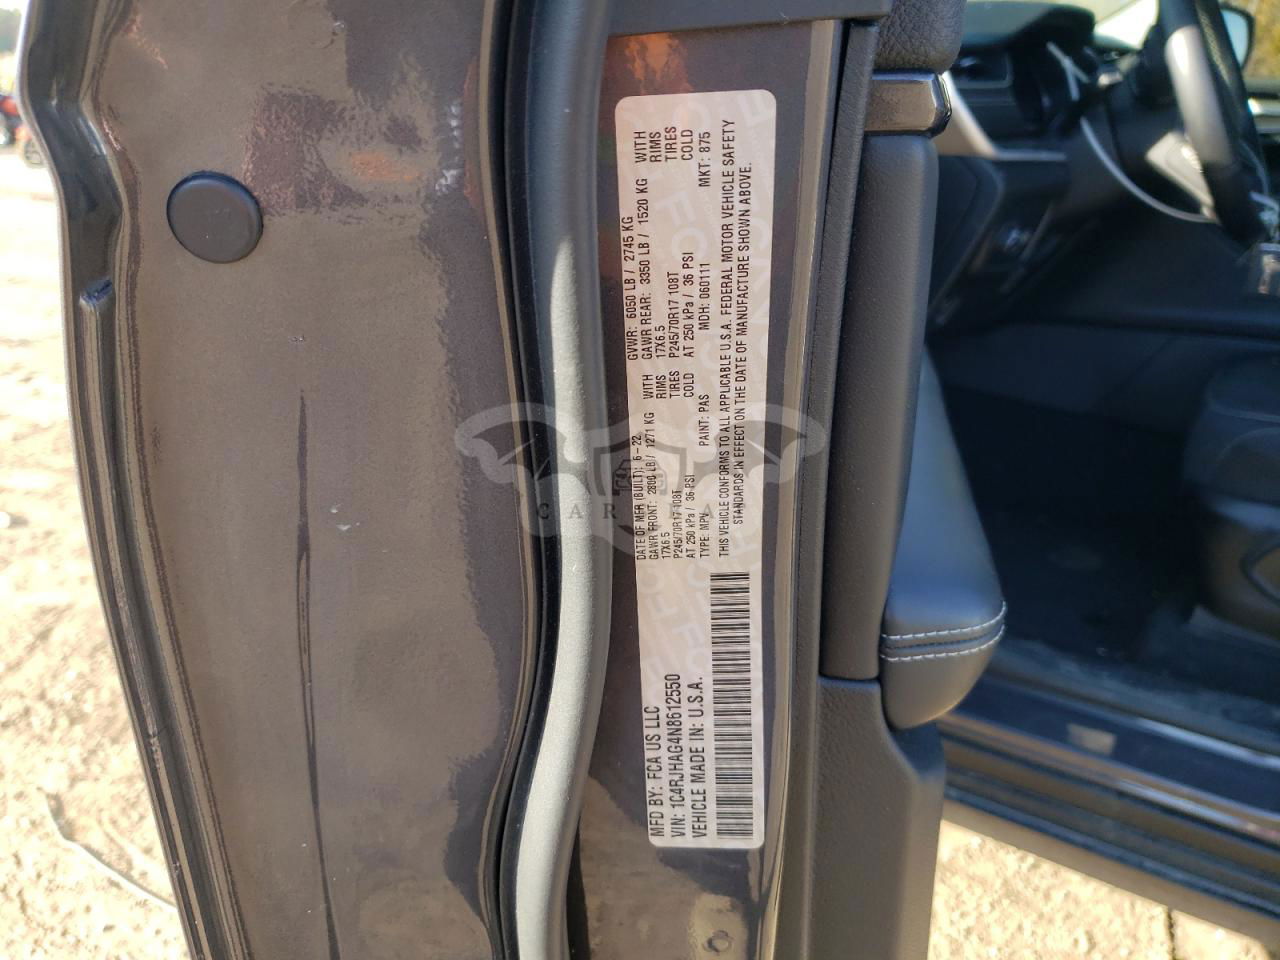 MFD BY: FCA US LLC
DATE OF MFR (BUILT): 6-22
GVWR: 6050 LB / 2745 KG
GAWR FRONT: 2800 LB / 1271 KG WITH
GAWR REAR: 3350 LB / 1520 KG WITH
17X6.5 RIMS
17X6.5 RIMS
P245/70R17 108T TIRES
P245/70R17 108T TIRES
AT 250 kPa / 36 PSI COLD
AT 250 kPa / 36 PSI COLD
VIN: 1C4RJHAG4N8612550
TYPE: MPV PAINT: PAS MDH: 060111 MKT: 875
VEHICLE MADE IN: U.S.A.
THIS VEHICLE CONFORMS TO ALL APPLICABLE U.S.A. FEDERAL MOTOR VEHICLE SAFETY
STANDARDS IN EFFECT ON THE DATE OF MANUFACTURE SHOWN ABOVE.